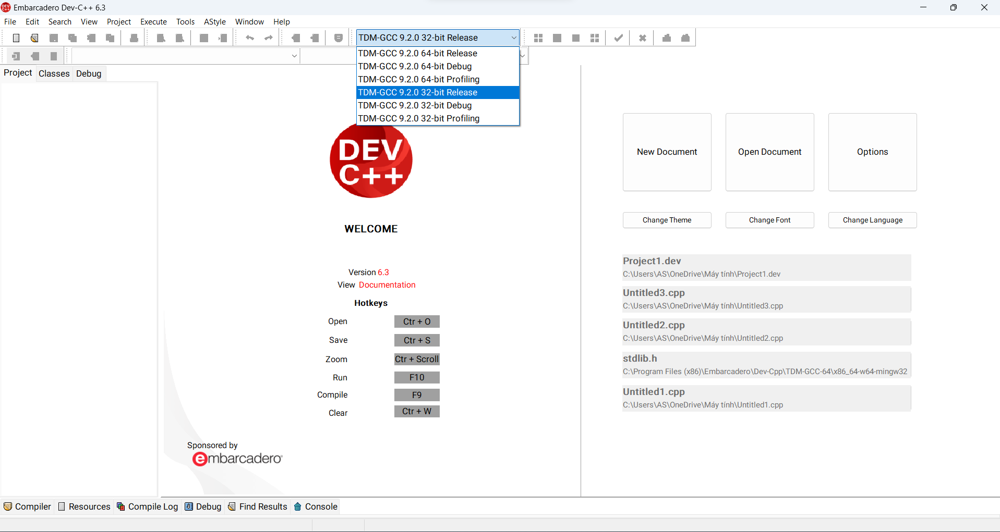 Embarcadero Dev-C++ 6.3
File Edit Search View Project Execute Tools AStyle Window Help
TDM-GCC 9.2.0 32-bit Release
TDM-GCC 9.2.0 64-bit Release
TDM-GCC 9.2.0 64-bit Debug
TDM-GCC 9.2.0 64-bit Profiling
TDM-GCC 9.2.0 32-bit Release
TDM-GCC 9.2.0 32-bit Debug
TDM-GCC 9.2.0 32-bit Profiling
Project Classes Debug
DEV
C++
WELCOME
Version 6.3
View Documentation
Hotkeys
Open Ctr + O
Save Ctr + S
Zoom Ctr + Scroll
Run F10
Compile F9
Clear Ctr + W
Sponsored by
embarcadero
New Document Open Document Options
Change Theme Change Font Change Language
Project1.dev
C:\Users\AS\OneDrive\Máy tính\Project1.dev
Untitled3.cpp
C:\Users\AS\OneDrive\Máy tính\Untitled3.cpp
Untitled2.cpp
C:\Users\AS\OneDrive\Máy tính\Untitled2.cpp
stdlib.h
C:\Program Files (x86)\Embarcadero\Dev-Cpp\TDM-GCC-64\x86_64-w64-mingw32
Untitled1.cpp
C:\Users\AS\OneDrive\Máy tính\Untitled1.cpp
Compiler Resources Compile Log Debug Find Results Console